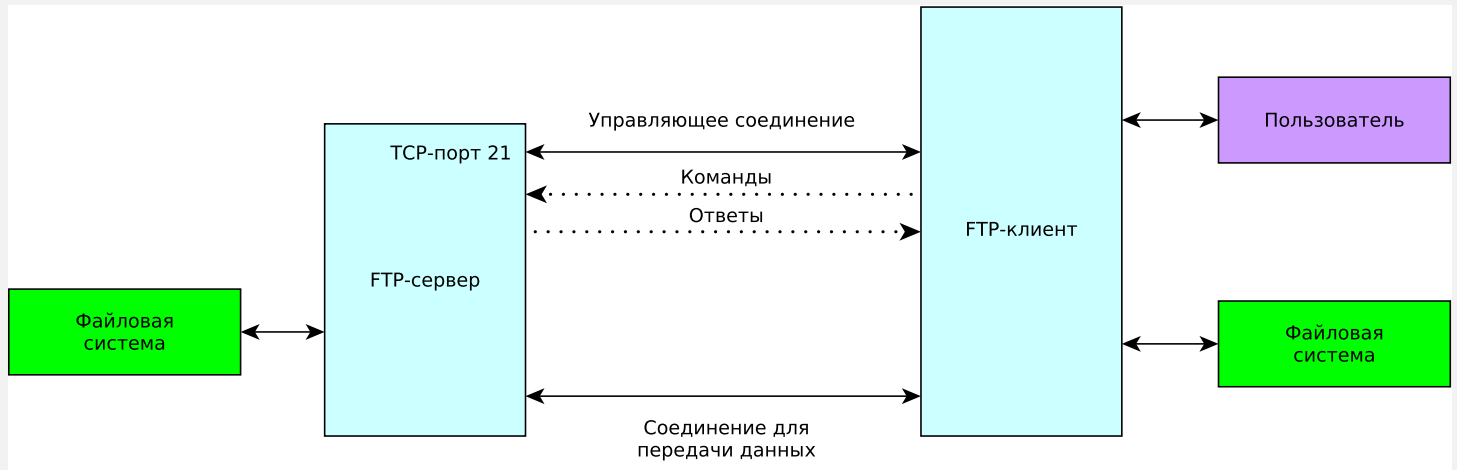 Управляющее соединение
Пользователь
TCP-порт 21
Команды
Ответы
FTP-клиент
FTP-сервер
Файловая
система
Файловая
система
Соединение для
передачи данных